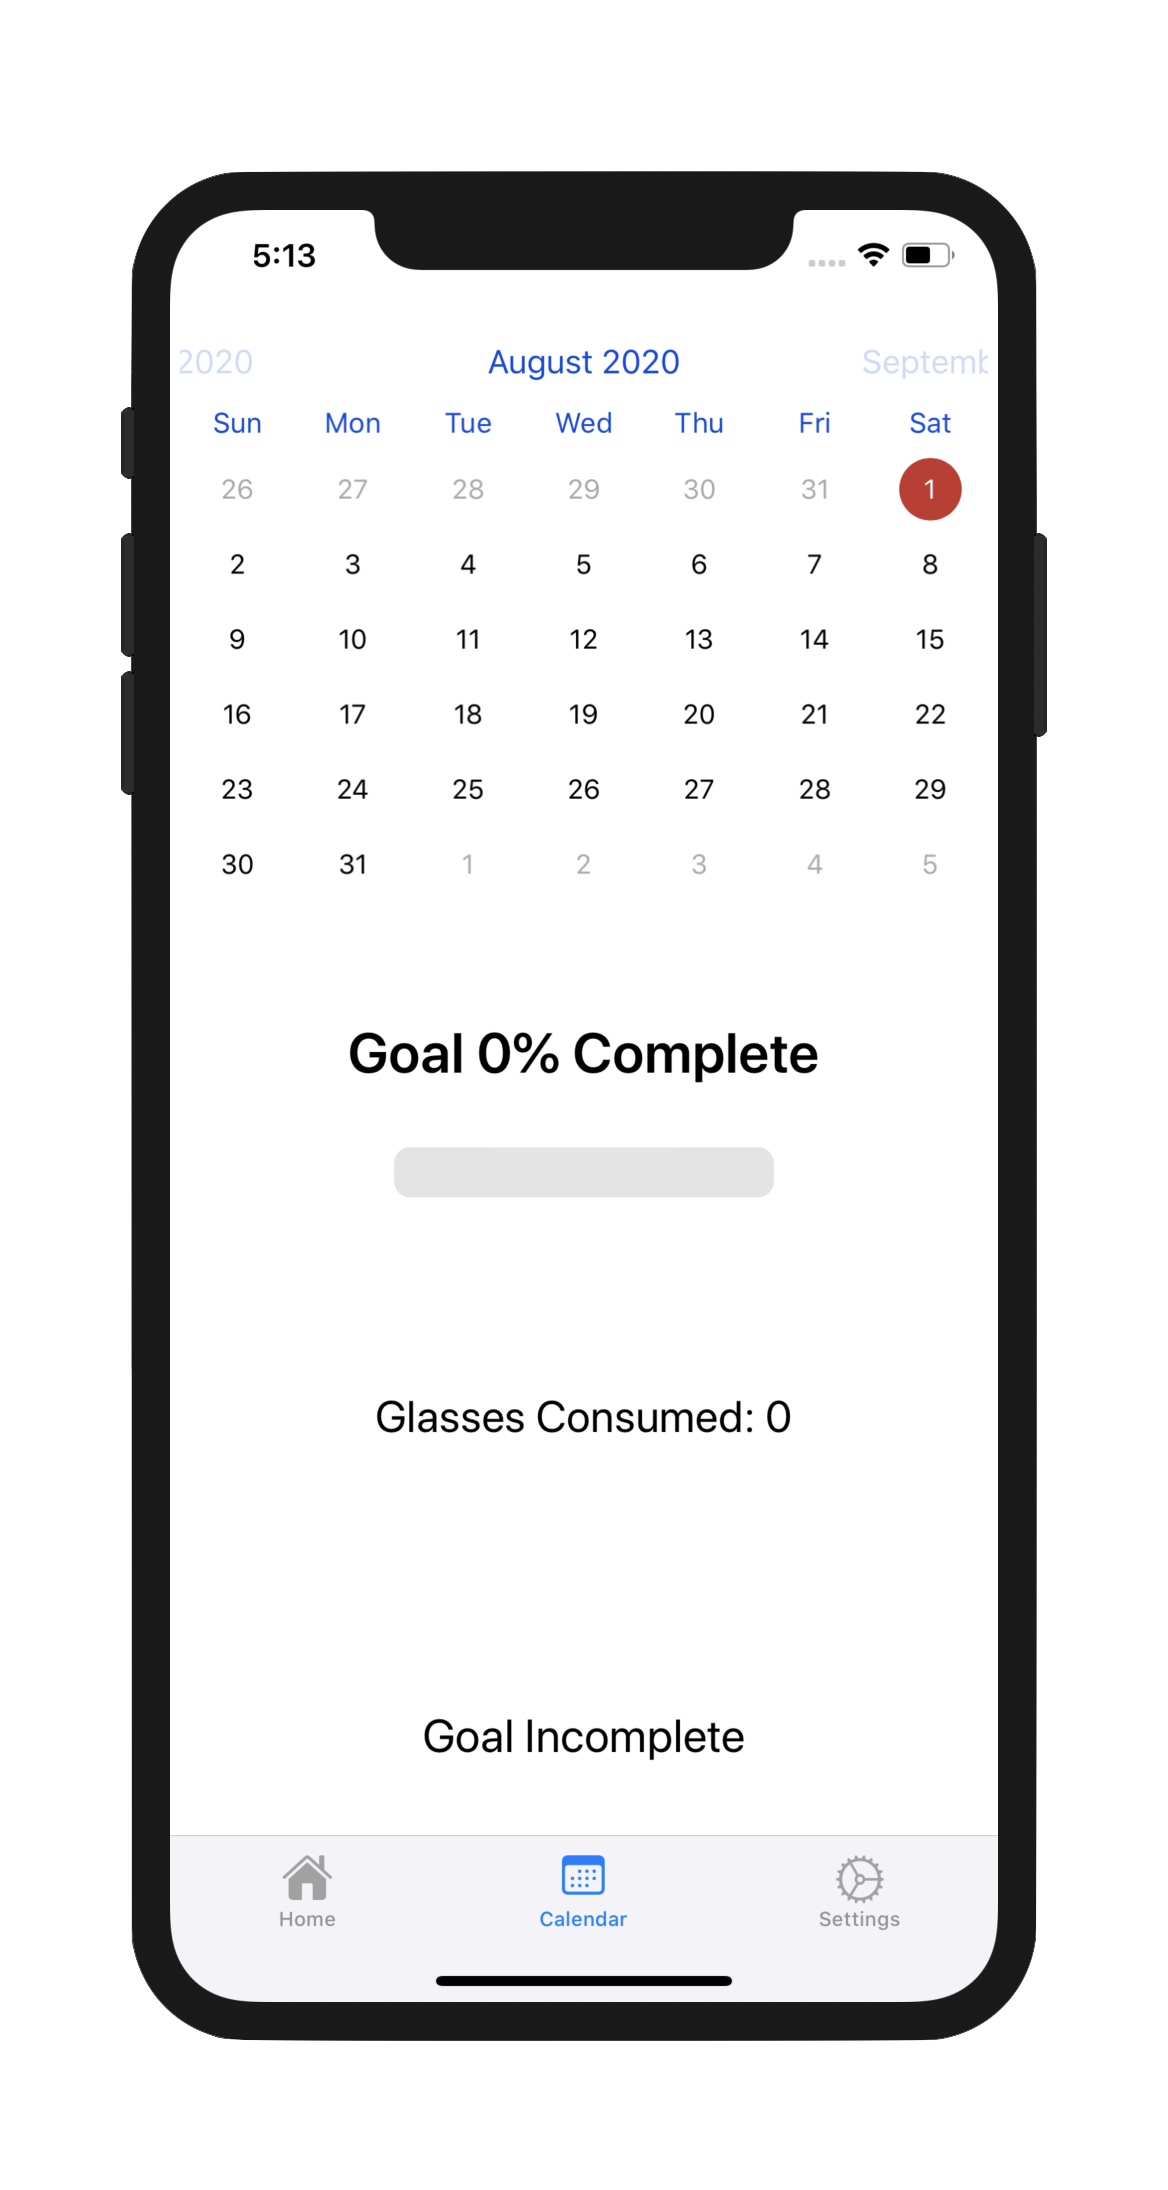 5:13
2020 August 2020 Septemb
Sun Mon Tue Wed Thu Fri Sat
26 27 28 29 30 31 1
2 3 4 5 6 7 8
9 10 11 12 13 14 15
16 17 18 19 20 21 22
23 24 25 26 27 28 29
30 31 1 2 3 4 5
Goal 0% Complete
Glasses Consumed: 0
Goal Incomplete
Home Calendar Settings